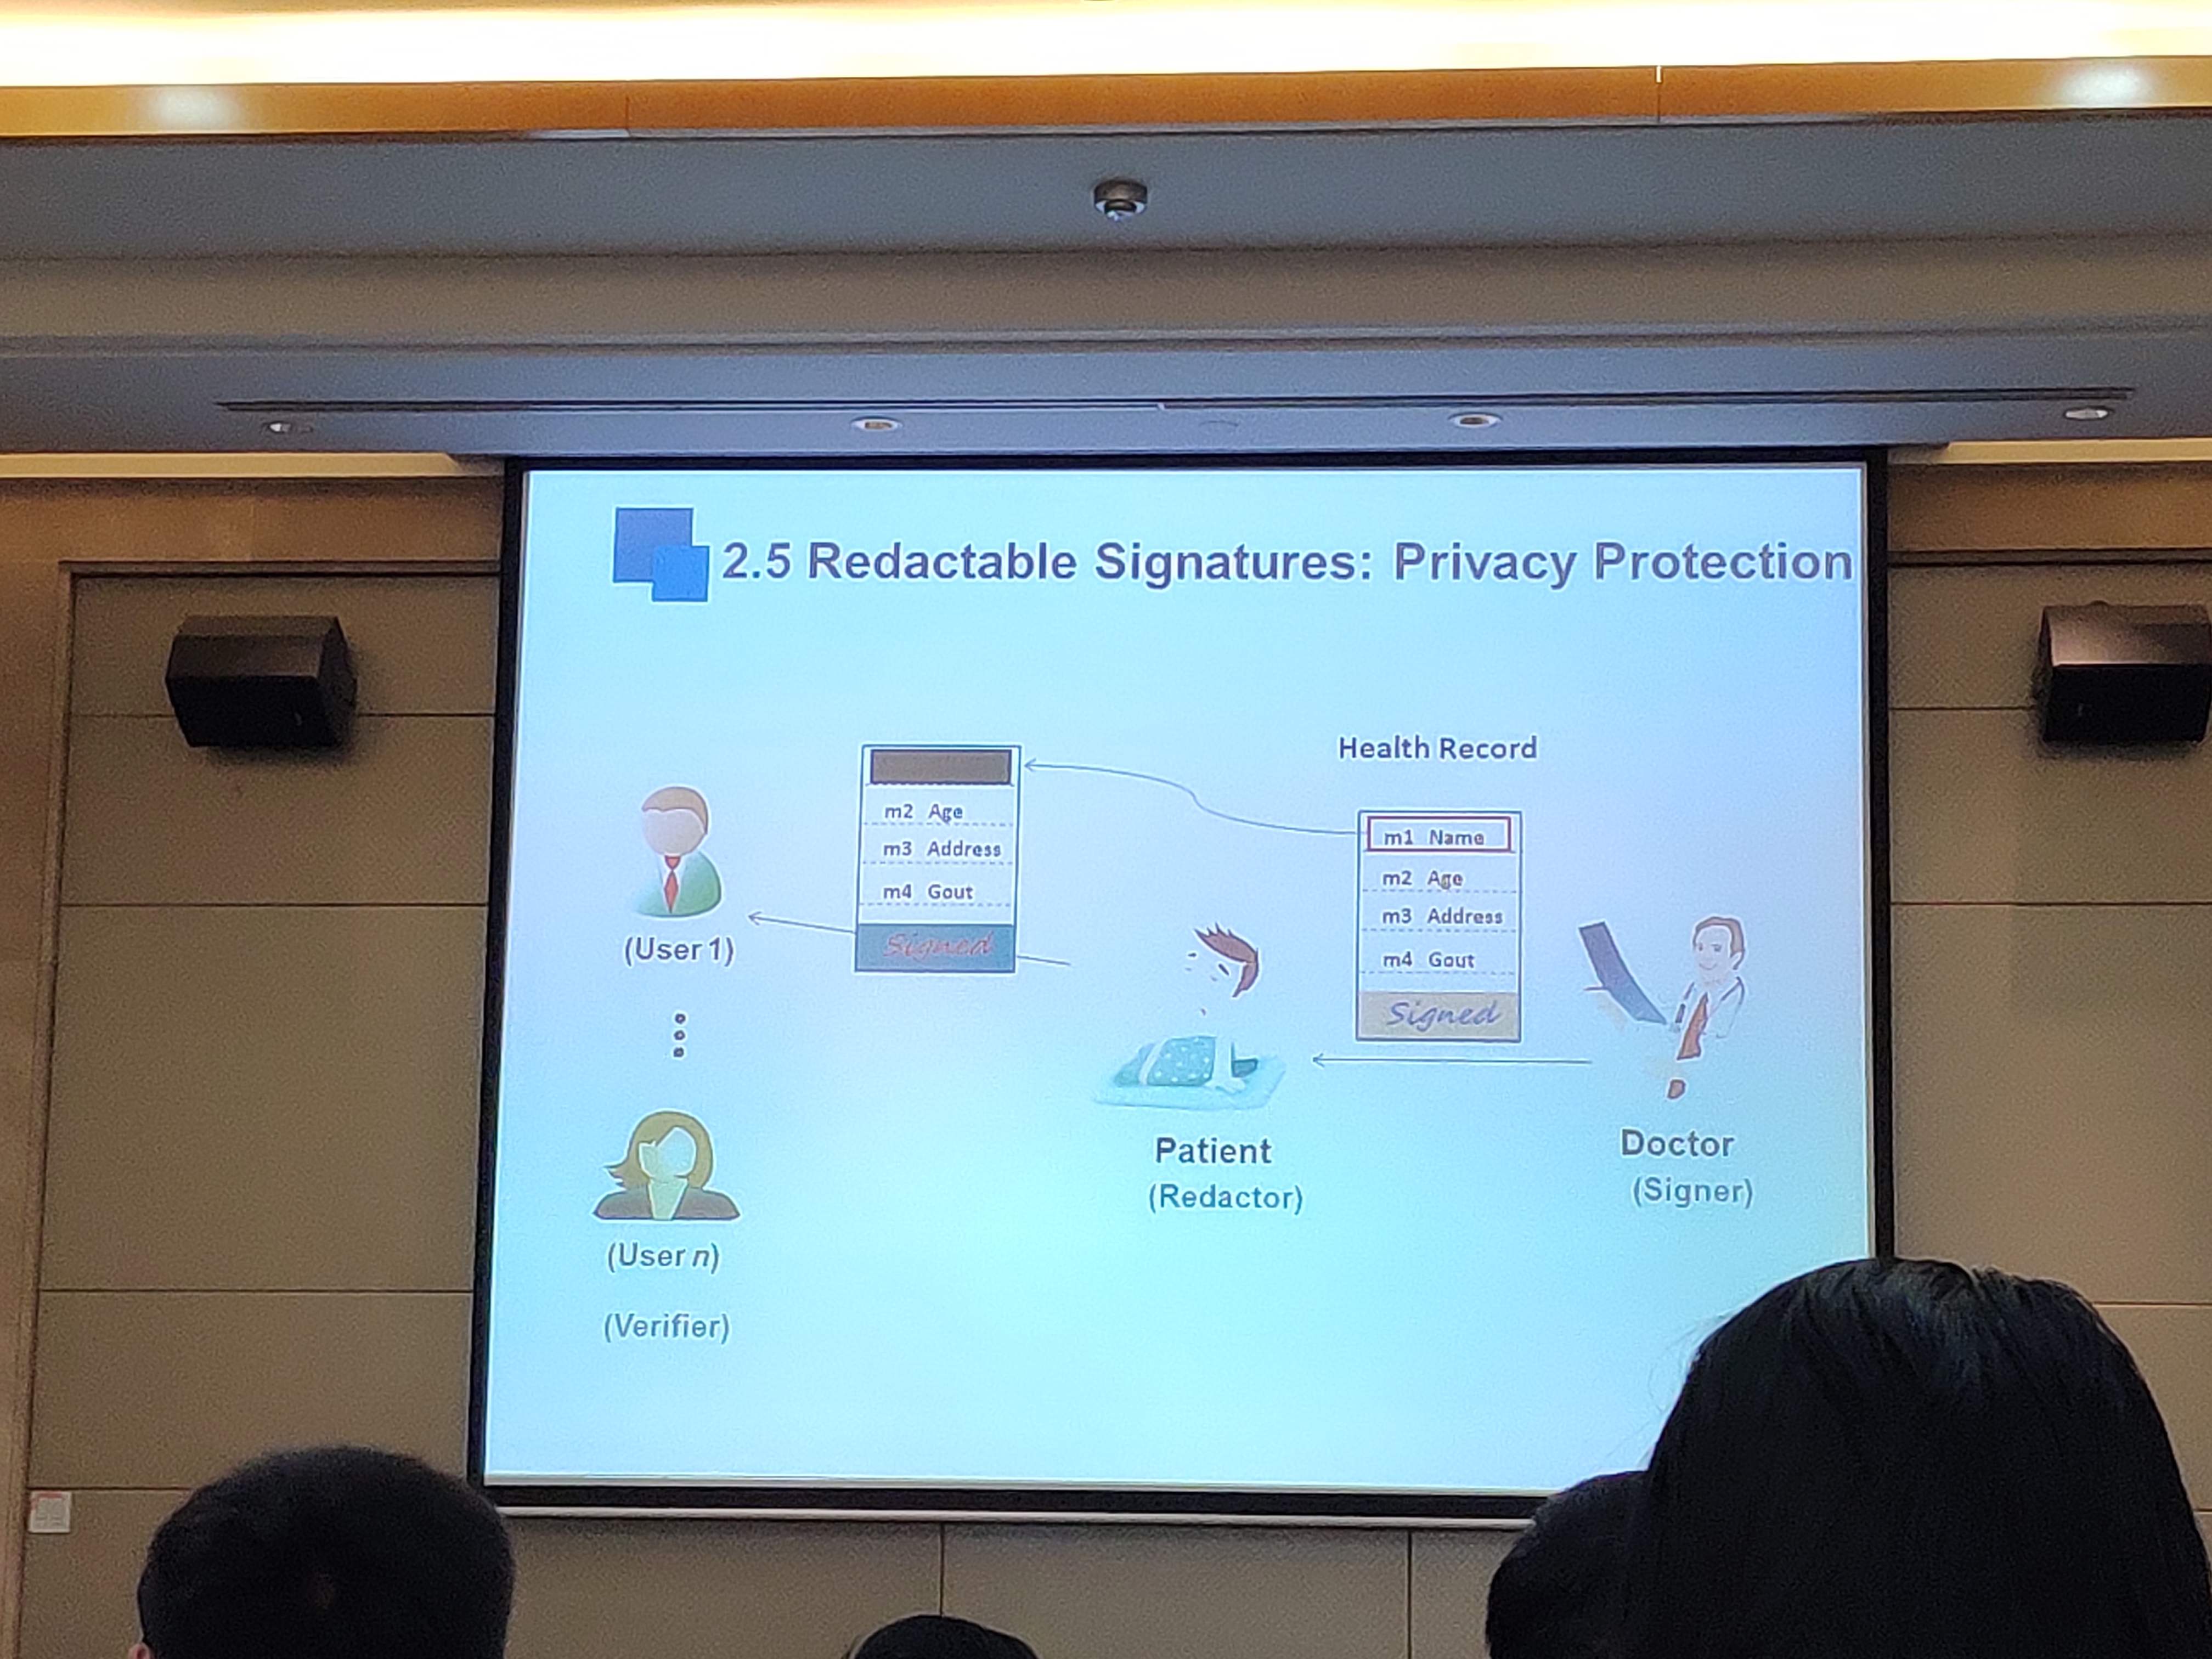 2.5 Redactable Signatures: Privacy Protection
Health Record
m1 Name
m2 Age
m3 Address
m4 Gout
Signed
m2 Age
m3 Address
m4 Gout
Signed
(User 1)
(User n)
(Verifier)
Patient
(Redactor)
Doctor
(Signer)